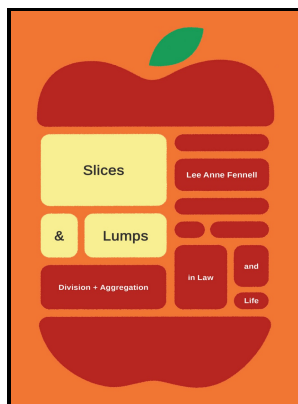 Slices
Lee Anne Fennell
& Lumps
Division + Aggregation
in Law
and
Life